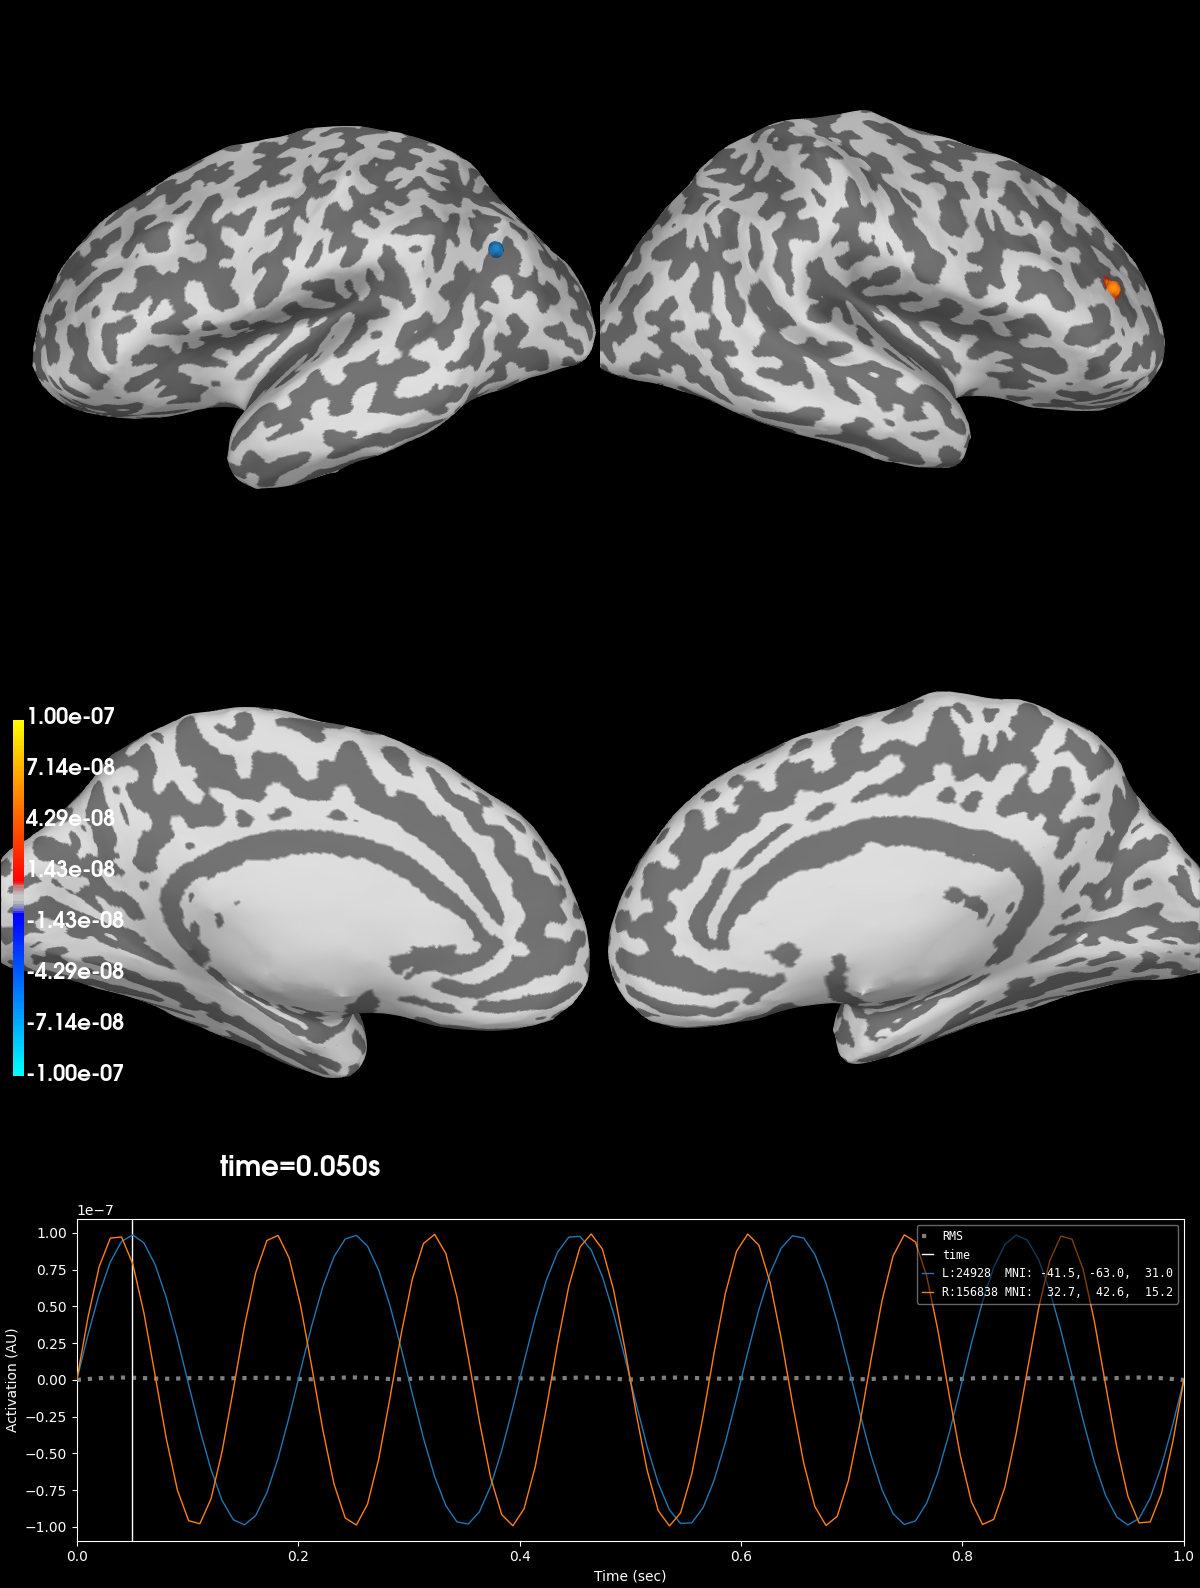 1.00e-07
7.14e-08
4.29e-08
1.43e-08
-1.43e-08
-4.29e-08
-7.14e-08
-1.00e-07
time=0.050s
1e−7
1.00
0.75
0.50
0.25
0.00
−0.25
−0.50
−0.75
−1.00
Activation (AU)
RMS
time
L:24928 MNI: -41.5, -63.0, 31.0
R:156838 MNI: 32.7, 42.6, 15.2
0.0 0.2 0.4 0.6 0.8 1.0
Time (sec)